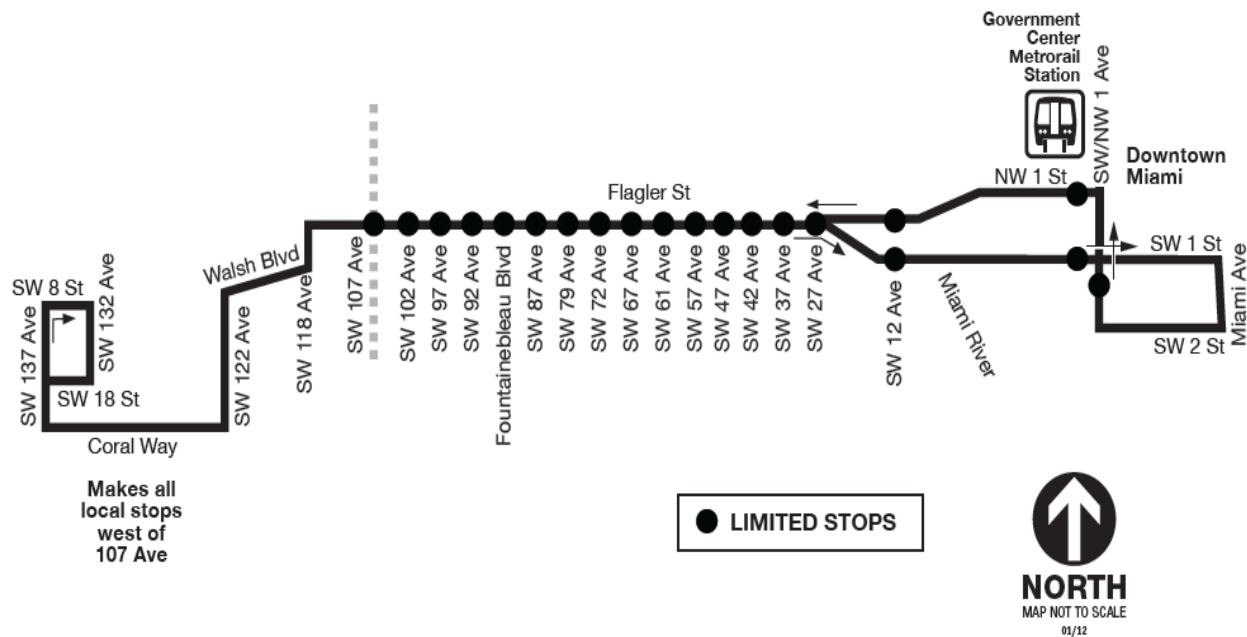 Government
Center
Metrorail
Station
SW/NW 1 Ave
Downtown
Miami
NW 1 St
Flagler St
SW 1 St
Miami Ave
SW 2 St
Walsh Blvd
SW 8 St
SW 132 Ave
SW 137 Ave
SW 18 St
Coral Way
SW 122 Ave
SW 118 Ave
SW 107 Ave
SW 102 Ave
SW 97 Ave
SW 92 Ave
Fountainebleau Blvd
SW 87 Ave
SW 79 Ave
SW 72 Ave
SW 67 Ave
SW 61 Ave
SW 57 Ave
SW 47 Ave
SW 42 Ave
SW 37 Ave
SW 27 Ave
SW 12 Ave
Miami River
Makes all
local stops
west of
107 Ave
LIMITED STOPS
NORTH
MAP NOT TO SCALE
01/12